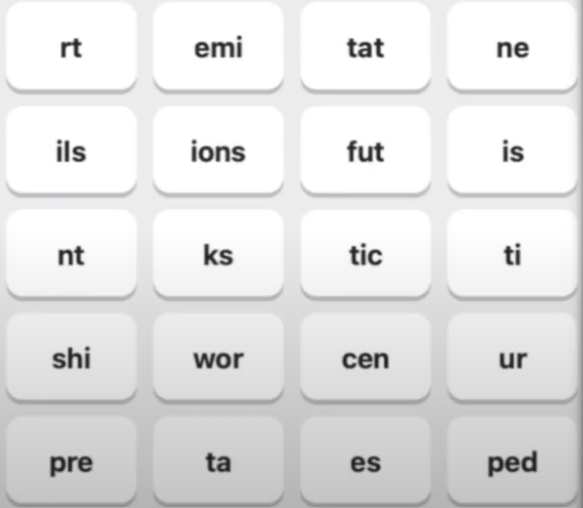 rt emi tat ne
ils ions fut is
nt ks tic ti
shi wor cen ur
pre ta es ped